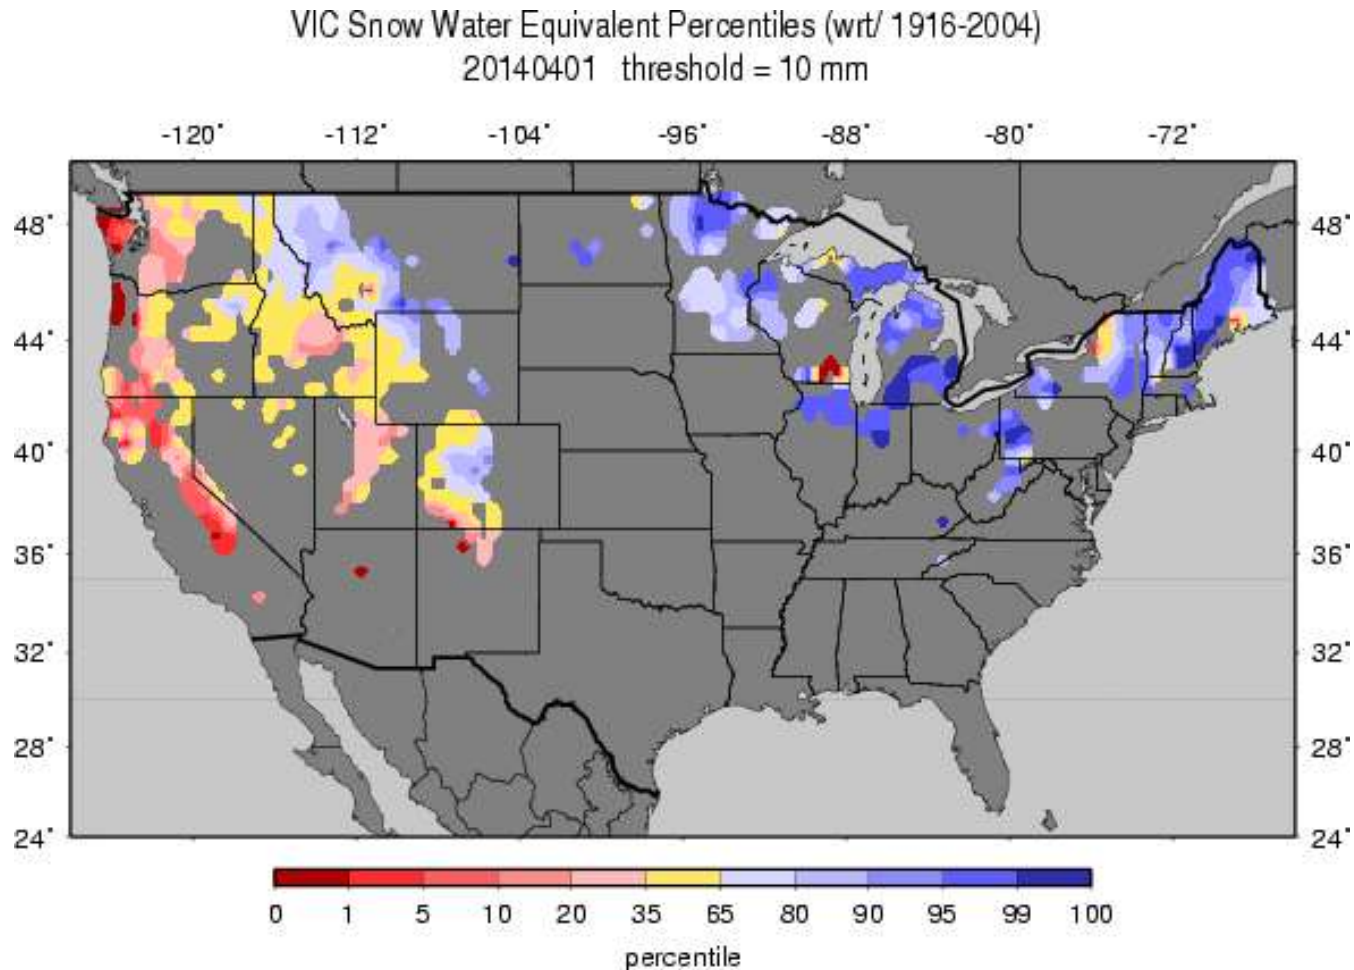 VIC Snow Water Equivalent Percentiles (wrt/ 1916-2004)
20140401 threshold = 10 mm
-120° -112° -104° -96° -88° -80° -72°
48° 48°
44° 44°
40° 40°
36° 36°
32° 32°
28° 28°
24° 24°
0 1 5 10 20 35 65 80 90 95 99 100
percentile